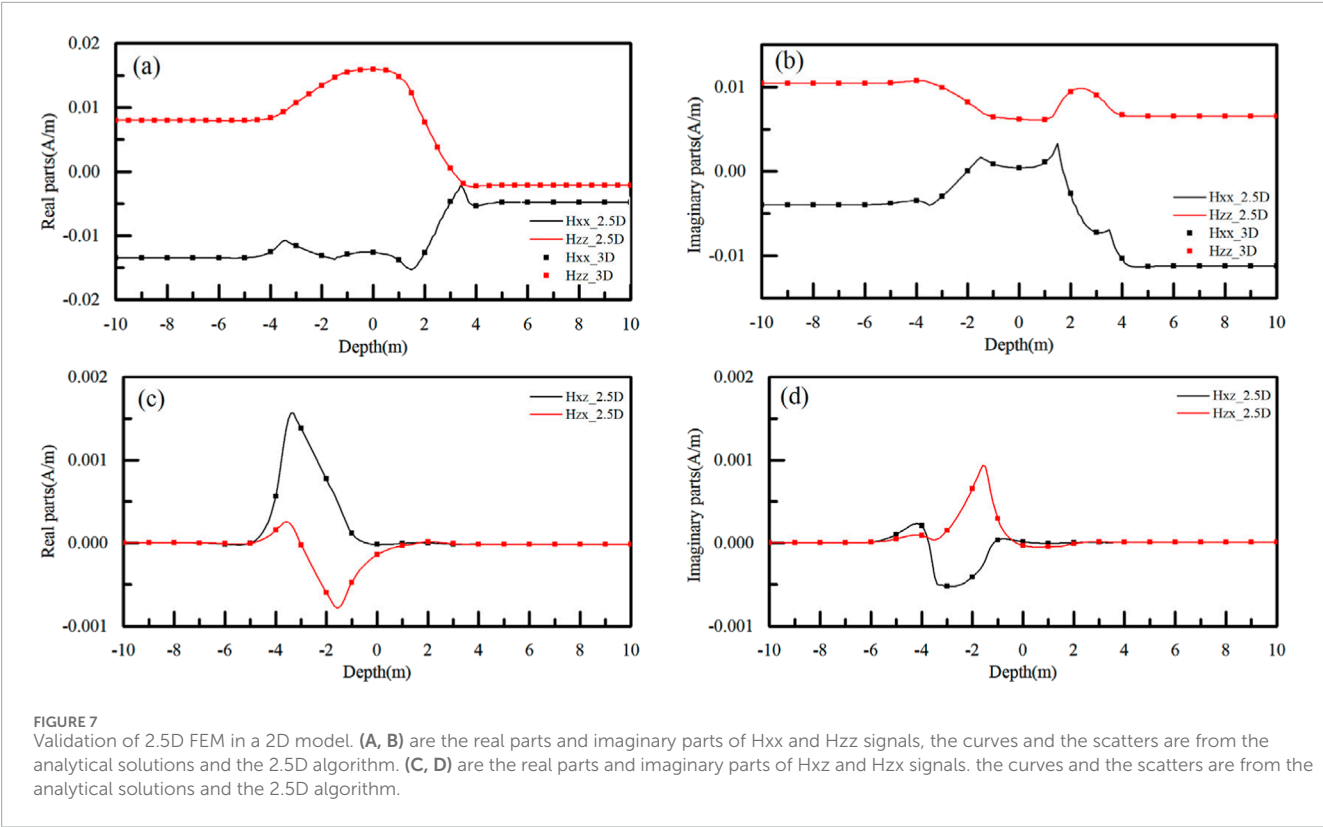 (a)
0.02
0.01
0.00
-0.01
-0.02
Real parts(A/m)
-10 -8 -6 -4 -2 0 2 4 6 8 10
Depth(m)
Hxx_2.5D
Hzz_2.5D
Hxx_3D
Hzz_3D
(b)
0.01
0.00
-0.01
Imaginary parts(A/m)
-10 -8 -6 -4 -2 0 2 4 6 8 10
Depth(m)
Hxx_2.5D
Hzz_2.5D
Hxx_3D
Hzz_3D
(c)
0.002
0.001
0.000
-0.001
Real parts(A/m)
-10 -8 -6 -4 -2 0 2 4 6 8 10
Depth(m)
Hxz_2.5D
Hzx_2.5D
(d)
0.002
0.001
0.000
-0.001
Imaginary parts(A/m)
-10 -8 -6 -4 -2 0 2 4 6 8 10
Depth(m)
Hxz_2.5D
Hzx_2.5D
FIGURE 7
Validation of 2.5D FEM in a 2D model. (A, B) are the real parts and imaginary parts of Hxx and Hzz signals, the curves and the scatters are from the
analytical solutions and the 2.5D algorithm. (C, D) are the real parts and imaginary parts of Hxz and Hzx signals. the curves and the scatters are from the
analytical solutions and the 2.5D algorithm.